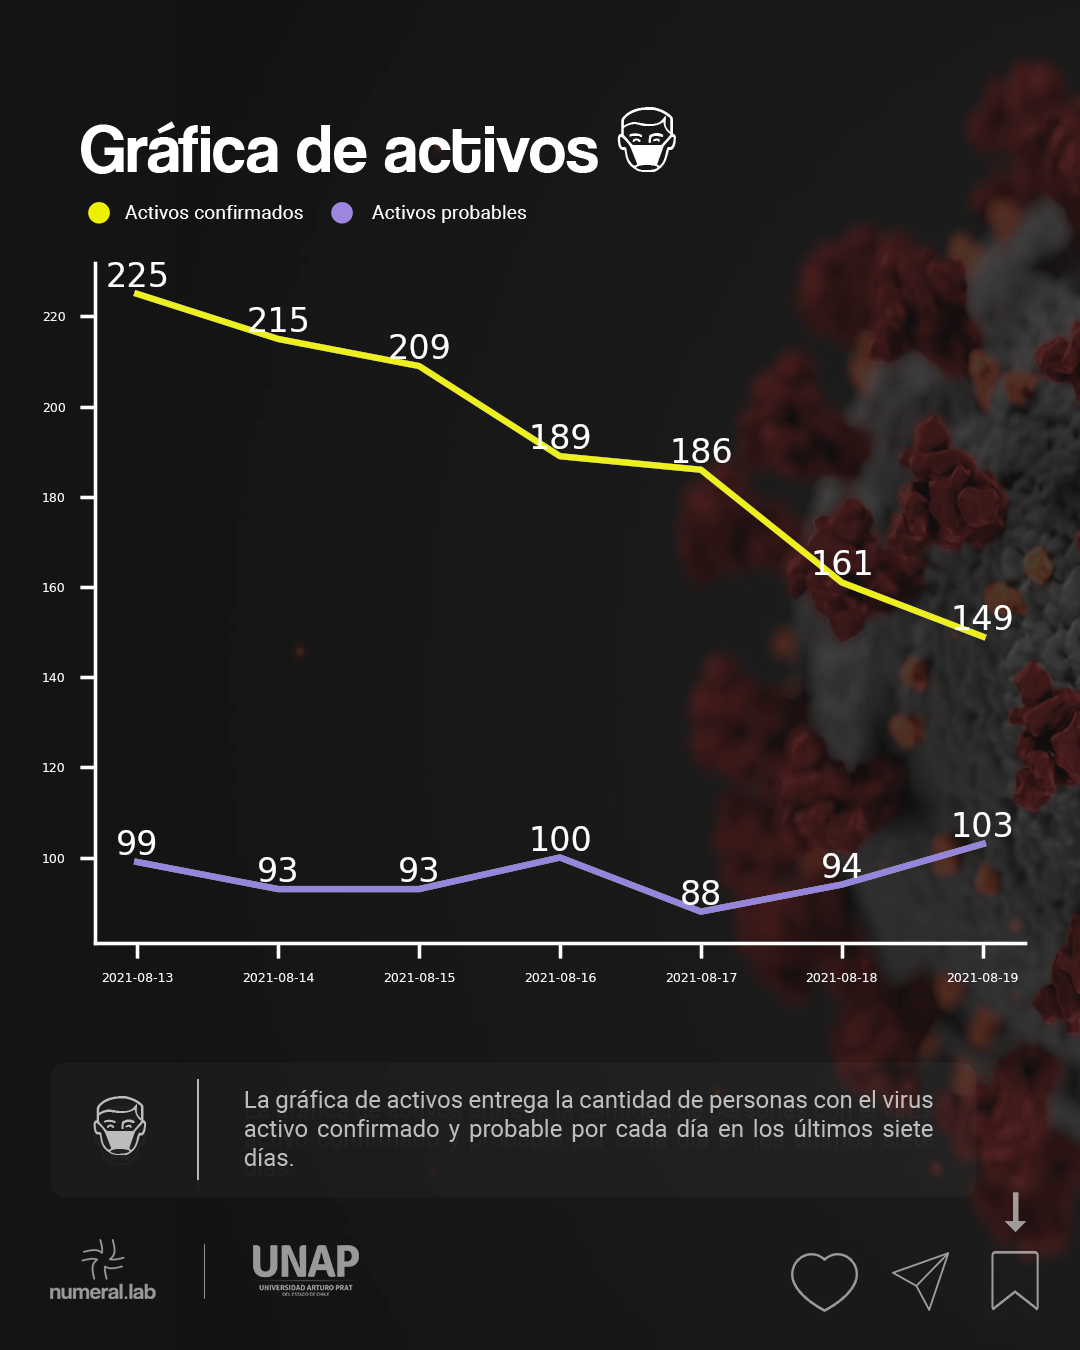 Gráfica de activos
Activos confirmados Activos probables
225
215
209
189
186
161
149
99
93
93
100
88
94
103
220
200
180
160
140
120
100
2021-08-13 2021-08-14 2021-08-15 2021-08-16 2021-08-17 2021-08-18 2021-08-19
La gráfica de activos entrega la cantidad de personas con el virus
activo confirmado y probable por cada día en los últimos siete
días.
numeral.lab
UNAP
UNIVERSIDAD ARTURO PRAT
DEL ESTADO DE CHILE